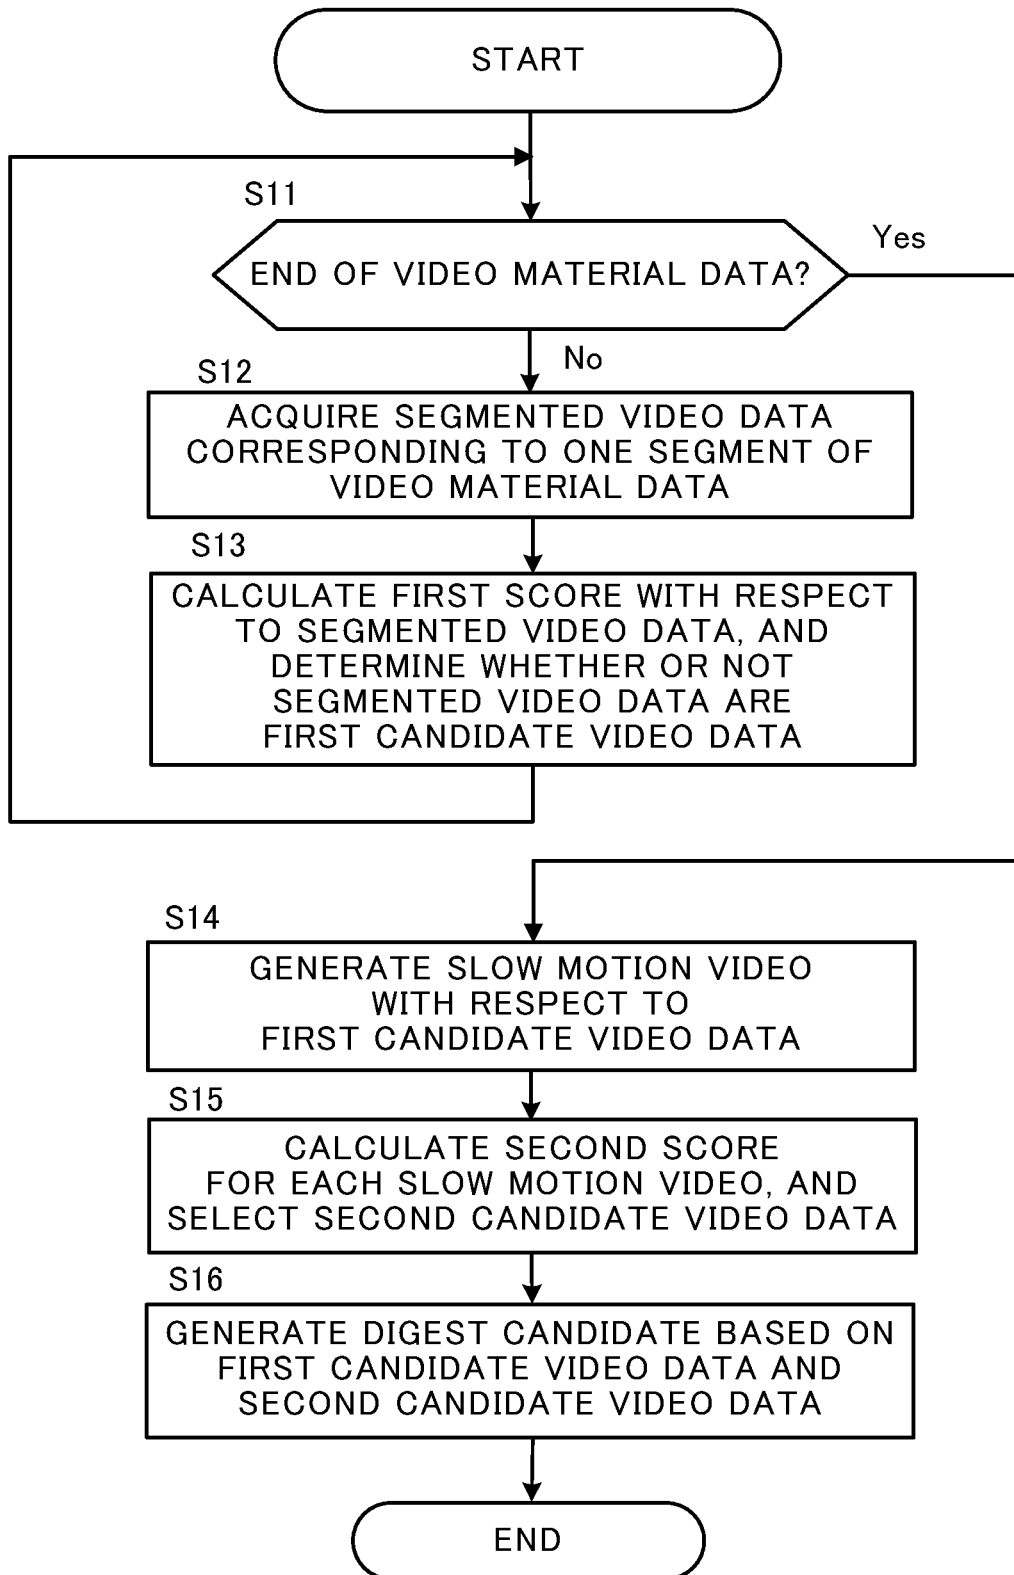 START
S11
Yes
END OF VIDEO MATERIAL DATA?
No
S12
ACQUIRE SEGMENTED VIDEO DATA
CORRESPONDING TO ONE SEGMENT OF
VIDEO MATERIAL DATA
S13
CALCULATE FIRST SCORE WITH RESPECT
TO SEGMENTED VIDEO DATA, AND
DETERMINE WHETHER OR NOT
SEGMENTED VIDEO DATA ARE
FIRST CANDIDATE VIDEO DATA
S14
GENERATE SLOW MOTION VIDEO
WITH RESPECT TO
FIRST CANDIDATE VIDEO DATA
S15
CALCULATE SECOND SCORE
FOR EACH SLOW MOTION VIDEO, AND
SELECT SECOND CANDIDATE VIDEO DATA
S16
GENERATE DIGEST CANDIDATE BASED ON
FIRST CANDIDATE VIDEO DATA AND
SECOND CANDIDATE VIDEO DATA
END